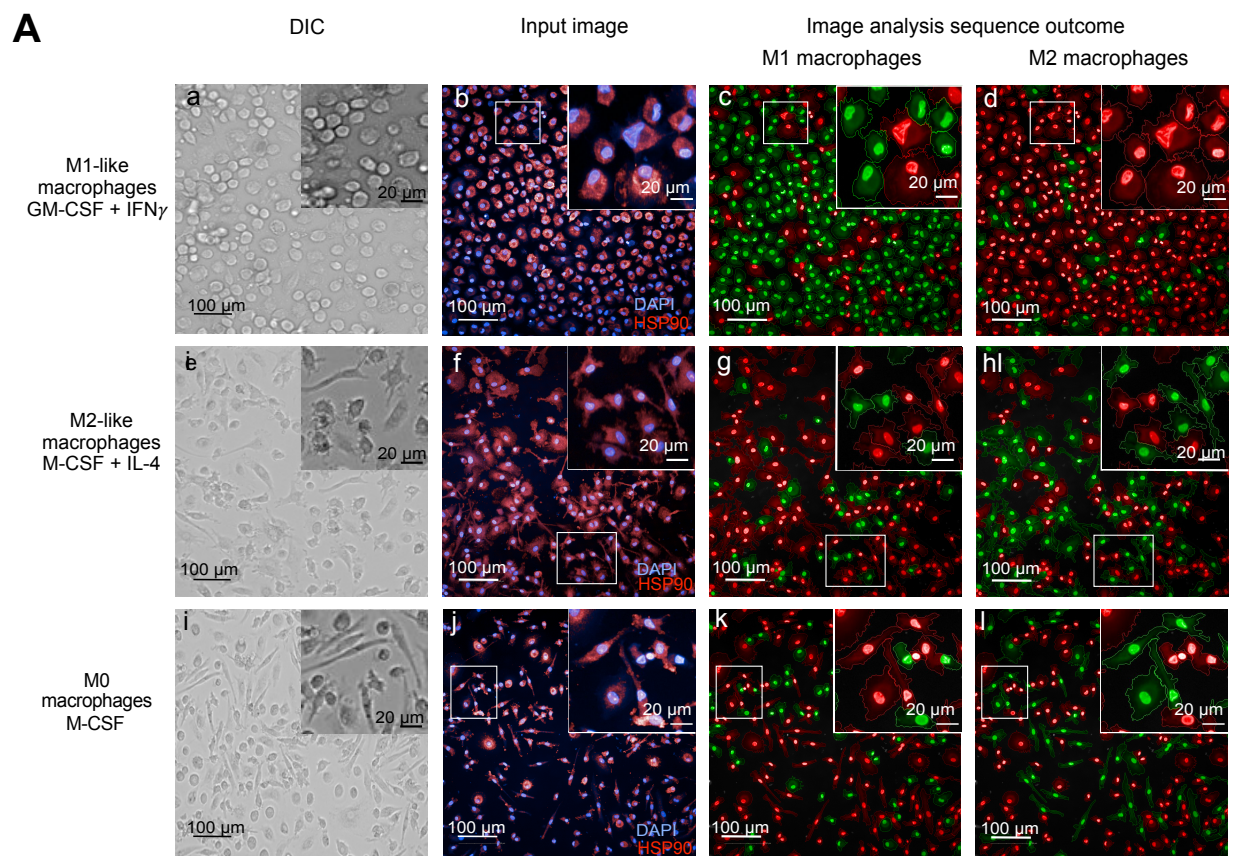 A
DIC
Input image
Image analysis sequence outcome
M1 macrophages
M2 macrophages
M1-like
macrophages
GM-CSF + IFNγ
a
20 µm
100 µm
b
20 µm
100 µm
DAPI
HSP90
c
20 µm
100 µm
d
20 µm
100 µm
M2-like
macrophages
M-CSF + IL-4
i
e
20 µm
100 µm
f
20 µm
100 µm
DAPI
HSP90
g
20 µm
100 µm
hl
20 µm
100 µm
M0
macrophages
M-CSF
i
20 µm
100 µm
j
20 µm
100 µm
DAPI
HSP90
k
20 µm
100 µm
l
20 µm
100 µm